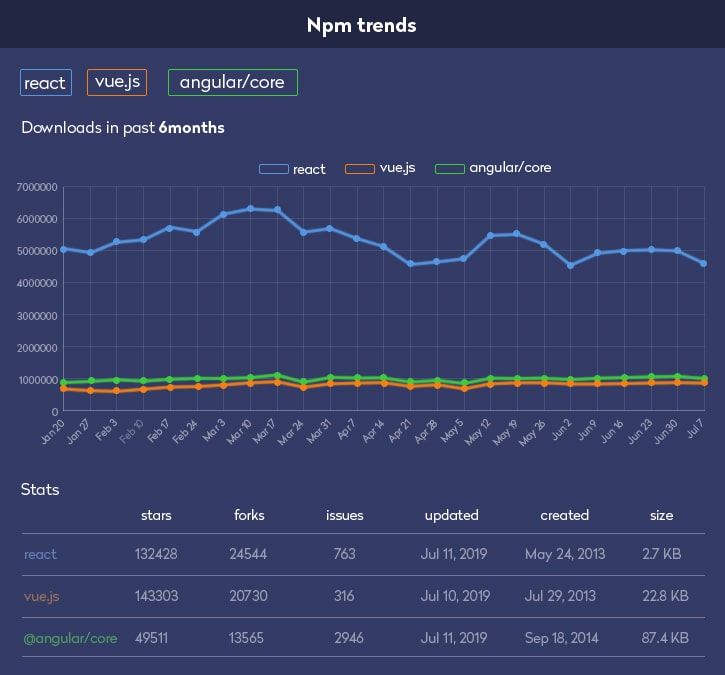 Npm trends
react vue.js angular/core
Downloads in past 6months
react vue.js angular/core
7000000
6000000
5000000
4000000
3000000
2000000
1000000
0
Jan 20 Jan 27 Feb 3 Feb 10 Feb 17 Feb 24 Mar 3 Mar 10 Mar 17 Mar 24 Mar 31 Apr 7 Apr 14 Apr 21 Apr 28 May 5 May 12 May 19 May 26 Jun 2 Jun 9 Jun 16 Jun 23 Jun 30 Jul 7
Stats
stars forks issues updated created size
react 132428 24544 763 Jul 11, 2019 May 24, 2013 2.7 KB
vue.js 143303 20730 316 Jul 10, 2019 Jul 29, 2013 22.8 KB
@angular/core 49511 13565 2946 Jul 11, 2019 Sep 18, 2014 87.4 KB